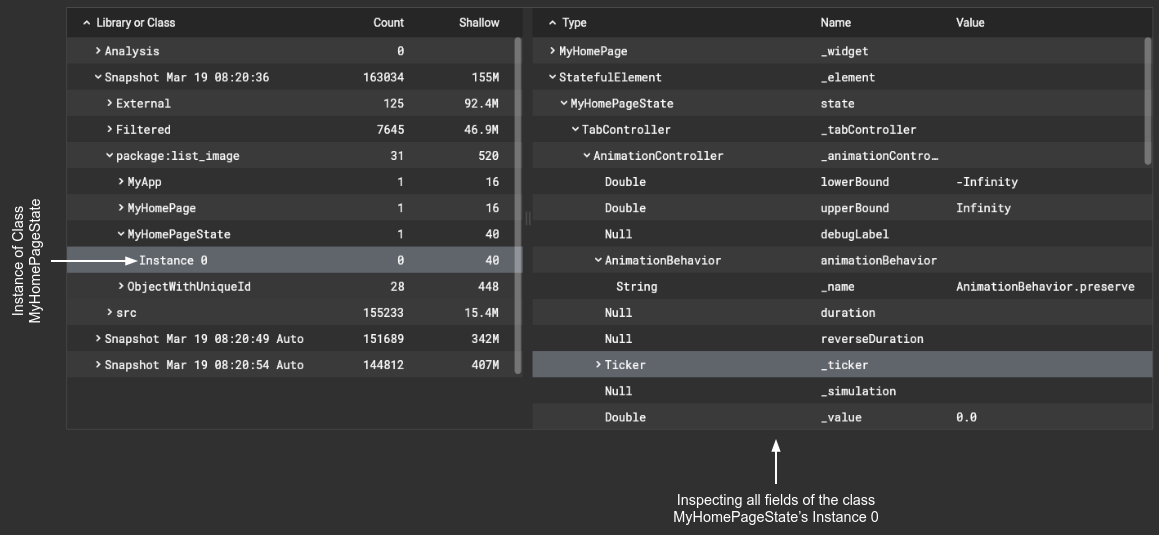 Library or Class Count Shallow
Analysis 0
Snapshot Mar 19 08:20:36 163034 155M
External 125 92.4M
Filtered 7645 46.9M
package:list_image 31 520
MyApp 1 16
MyHomePage 1 16
MyHomePageState 1 40
Instance 0 0 40
ObjectWithUniqueId 28 448
src 155233 15.4M
Snapshot Mar 19 08:20:49 Auto 151689 342M
Snapshot Mar 19 08:20:54 Auto 144812 407M
Type Name Value
MyHomePage _widget
StatefulElement _element
MyHomePageState state
TabController _tabController
AnimationController _animationContro…
Double lowerBound -Infinity
Double upperBound Infinity
Null debugLabel
AnimationBehavior animationBehavior
String _name AnimationBehavior.preserve
Null duration
Null reverseDuration
Ticker _ticker
Null _simulation
Double _value 0.0
Instance of Class
MyHomePageState
Inspecting all fields of the class
MyHomePageState's Instance 0